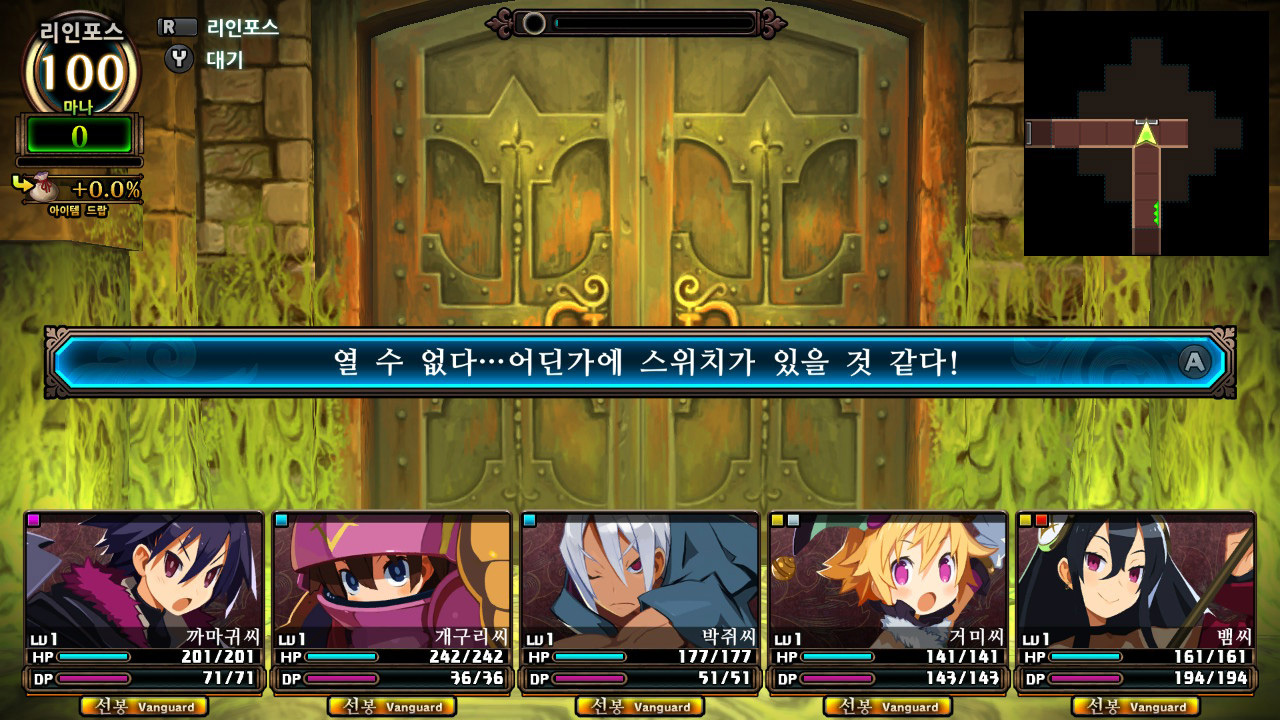 리인포스
100
마나
0
+0.0%
아이템 드랍
R 리인포스
Y 대기
열 수 없다…어딘가에 스위치가 있을 것 같다!
A
LV1 까마귀씨
HP 201/201
DP 71/71
선봉 Vanguard
LV1 개구리씨
HP 242/242
DP 36/36
선봉 Vanguard
LV1 박쥐씨
HP 177/177
DP 51/51
선봉 Vanguard
LV1 거미씨
HP 141/141
DP 143/143
선봉 Vanguard
LV1 뱀씨
HP 161/161
DP 194/194
선봉 Vanguard